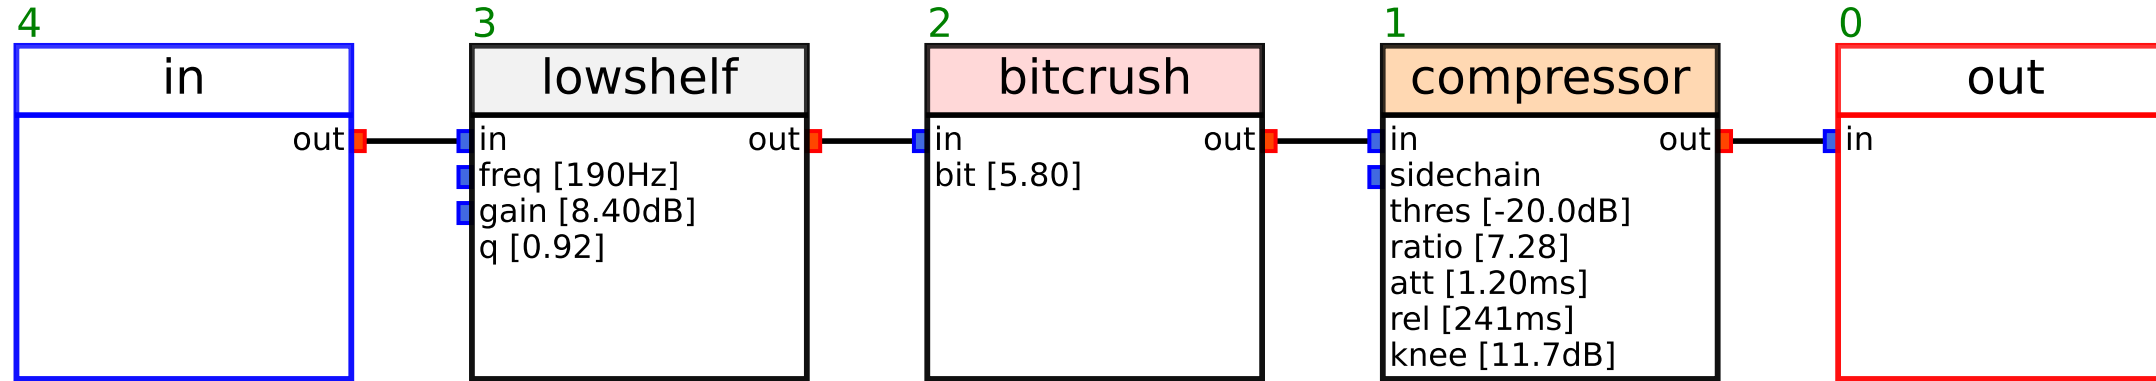 4
in
out
3
lowshelf
in
out
freq [190Hz]
gain [8.40dB]
q [0.92]
2
bitcrush
in
out
bit [5.80]
1
compressor
in
out
sidechain
thres [-20.0dB]
ratio [7.28]
att [1.20ms]
rel [241ms]
knee [11.7dB]
0
out
in